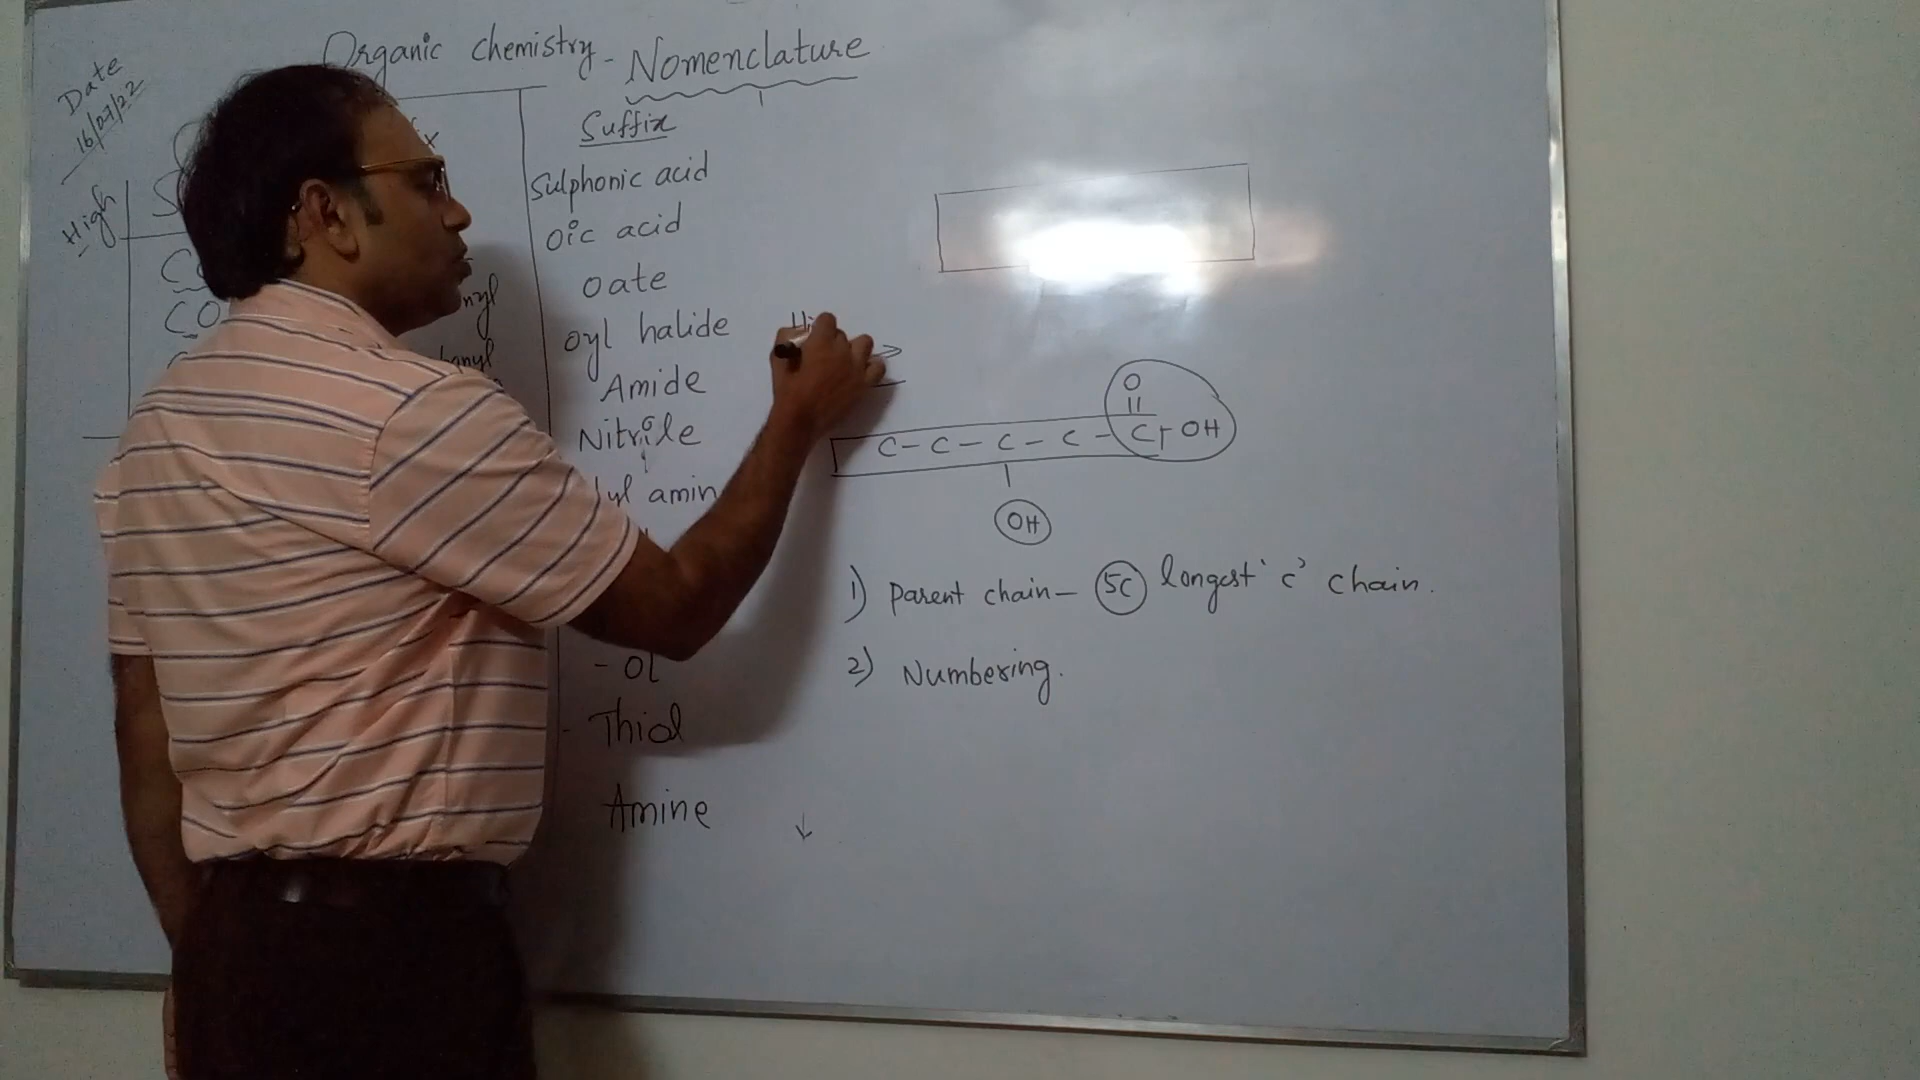 Organic chemistry - Nomenclature
Date
16/07/22
High
Suffix
Sulphonic acid
oic acid
oate
oyl halide
Amide
Nitrile
amin
- ol
- Thiol
Amine
O
||
C - C - C - C - C - OH
|
OH
1) Parent chain - 5C longest 'c' chain.
2) Numbering.